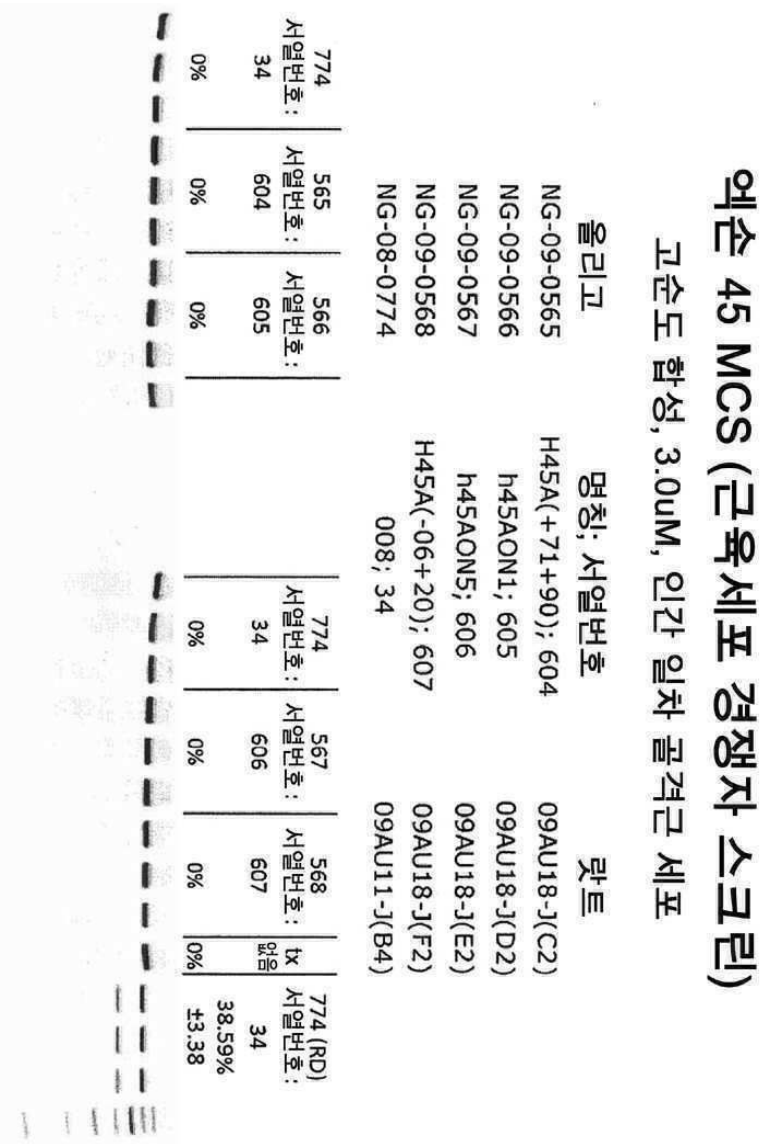 엑손 45 MCS (근육세포 경쟁자 스크린)
고순도 합성, 3.0uM, 인간 일차 골격근 세포
올리고 명칭; 서열번호 랏트
NG-09-0565 H45A(+71+90); 604 09AU18-J(C2)
NG-09-0566 h45AON1; 605 09AU18-J(D2)
NG-09-0567 h45AON5; 606 09AU18-J(E2)
NG-09-0568 H45A(-06+20); 607 09AU18-J(F2)
NG-08-0774 008; 34 09AU11-J(B4)
774 565 566 774 567 568 tx 774 (RD)
서열번호 : 서열번호 : 서열번호 : 서열번호 : 서열번호 : 서열번호 : 없음 서열번호 :
34 604 605 34 606 607 34
38.59%
0% 0% 0% 0% 0% 0% 0% ±3.38